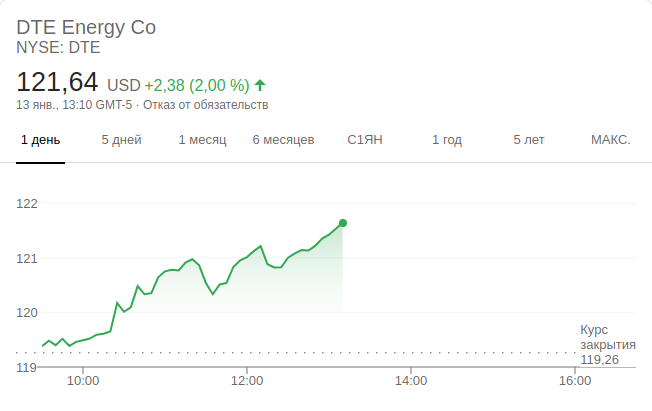 DTE Energy Co
NYSE: DTE
121,64 USD +2,38 (2,00 %)
13 янв., 13:10 GMT-5 · Отказ от обязательств
1 день 5 дней 1 месяц 6 месяцев С1ЯН 1 год 5 лет МАКС.
122
121
120
Курс
закрытия
119,26
119
10:00 12:00 14:00 16:00